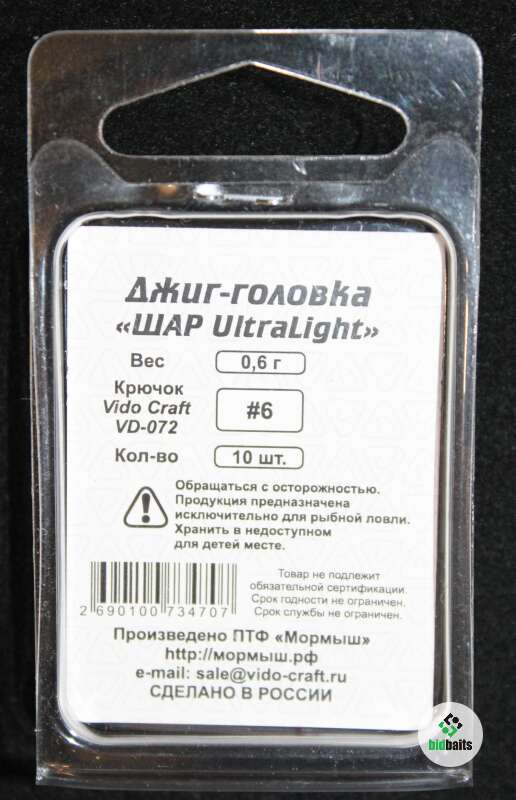 Джиг-головка
«ШАР UltraLight»
Вес 0,6 г
Крючок
Vido Craft
VD-072
#6
Кол-во 10 шт.
Обращаться с осторожностью.
Продукция предназначена
исключительно для рыбной ловли.
Хранить в недоступном
для детей месте.
Товар не подлежит
обязательной сертификации.
Срок годности не ограничен.
Срок службы не ограничен.
2 690100 734707
Произведено ПТФ «Мормыш»
http://мормыш.рф
e-mail: sale@vido-craft.ru
СДЕЛАНО В РОССИИ
bidbaits